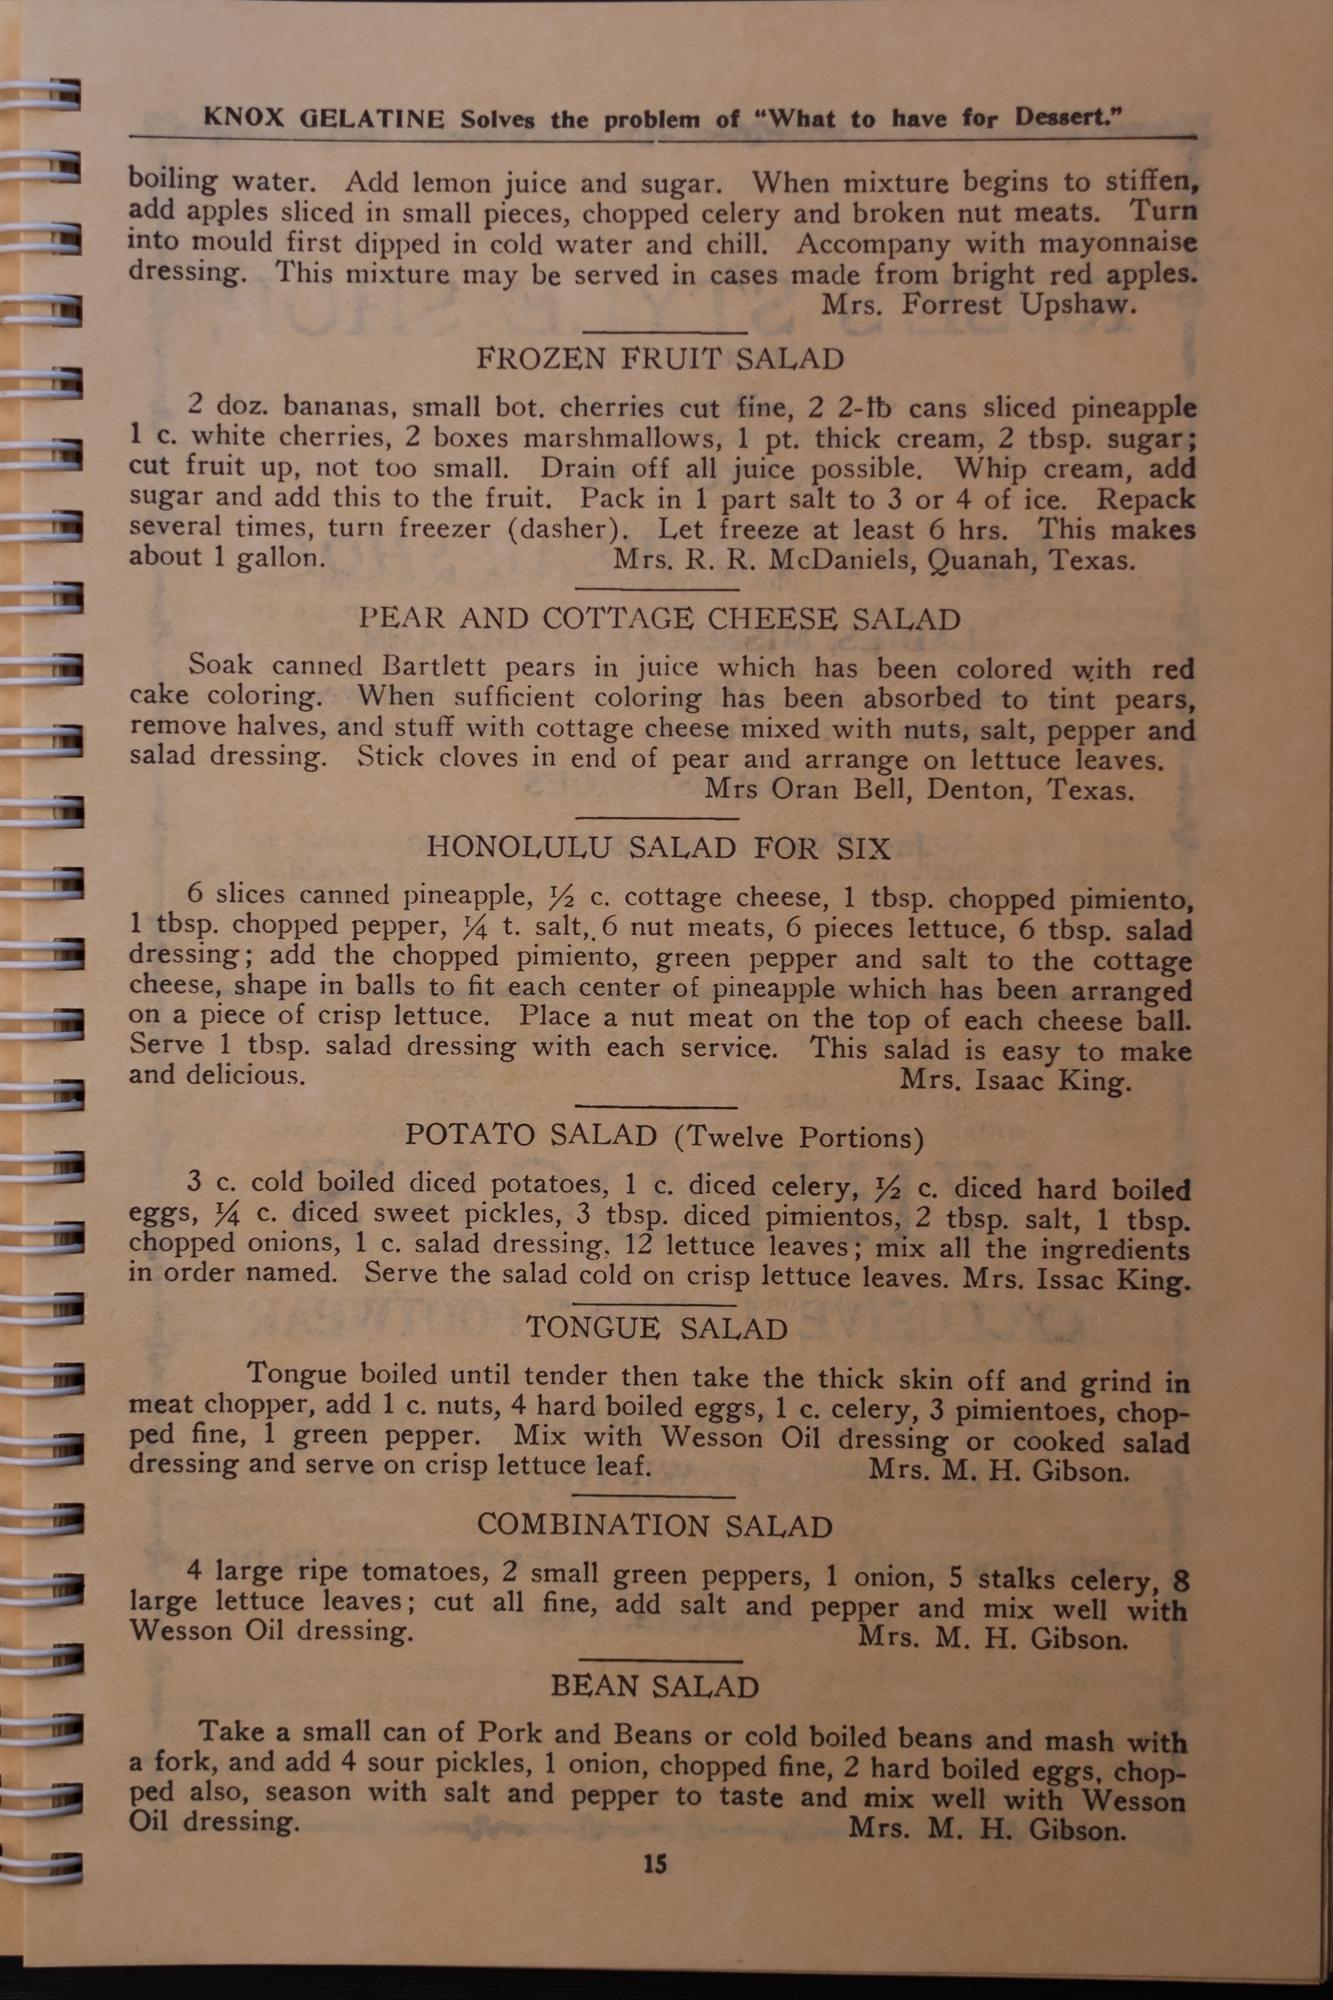 KNOX GELATINE Solves the problem of “What to have for Dessert.”
boiling water. Add lemon juice and sugar. When mixture begins to stiffen,
add apples sliced in small pieces, chopped celery and broken nut meats. Turn
into mould first dipped in cold water and chill. Accompany with mayonnaise
dressing. This mixture may be served in cases made from bright red apples.
Mrs. Forrest Upshaw.
FROZEN FRUIT SALAD
2 doz. bananas, small bot. cherries cut fine, 2 2-lb cans sliced pineapple
1 c. white cherries, 2 boxes marshmallows, 1 pt. thick cream, 2 tbsp. sugar;
cut fruit up, not too small. Drain off all juice possible. Whip cream, add
sugar and add this to the fruit. Pack in 1 part salt to 3 or 4 of ice. Repack
several times, turn freezer (dasher). Let freeze at least 6 hrs. This makes
about 1 gallon. Mrs. R. R. McDaniels, Quanah, Texas.
PEAR AND COTTAGE CHEESE SALAD
Soak canned Bartlett pears in juice which has been colored with red
cake coloring. When sufficient coloring has been absorbed to tint pears,
remove halves, and stuff with cottage cheese mixed with nuts, salt, pepper and
salad dressing. Stick cloves in end of pear and arrange on lettuce leaves.
Mrs Oran Bell, Denton, Texas.
HONOLULU SALAD FOR SIX
6 slices canned pineapple, ½ c. cottage cheese, 1 tbsp. chopped pimiento,
1 tbsp. chopped pepper, ¼ t. salt, 6 nut meats, 6 pieces lettuce, 6 tbsp. salad
dressing; add the chopped pimiento, green pepper and salt to the cottage
cheese, shape in balls to fit each center of pineapple which has been arranged
on a piece of crisp lettuce. Place a nut meat on the top of each cheese ball.
Serve 1 tbsp. salad dressing with each service. This salad is easy to make
and delicious. Mrs. Isaac King.
POTATO SALAD (Twelve Portions)
3 c. cold boiled diced potatoes, 1 c. diced celery, ½ c. diced hard boiled
eggs, ¼ c. diced sweet pickles, 3 tbsp. diced pimientos, 2 tbsp. salt, 1 tbsp.
chopped onions, 1 c. salad dressing, 12 lettuce leaves; mix all the ingredients
in order named. Serve the salad cold on crisp lettuce leaves. Mrs. Issac King.
TONGUE SALAD
Tongue boiled until tender then take the thick skin off and grind in
meat chopper, add 1 c. nuts, 4 hard boiled eggs, 1 c. celery, 3 pimientoes, chop-
ped fine, 1 green pepper. Mix with Wesson Oil dressing or cooked salad
dressing and serve on crisp lettuce leaf. Mrs. M. H. Gibson.
COMBINATION SALAD
4 large ripe tomatoes, 2 small green peppers, 1 onion, 5 stalks celery, 8
large lettuce leaves; cut all fine, add salt and pepper and mix well with
Wesson Oil dressing. Mrs. M. H. Gibson.
BEAN SALAD
Take a small can of Pork and Beans or cold boiled beans and mash with
a fork, and add 4 sour pickles, 1 onion, chopped fine, 2 hard boiled eggs, chop-
ped also, season with salt and pepper to taste and mix well with Wesson
Oil dressing. Mrs. M. H. Gibson.
15